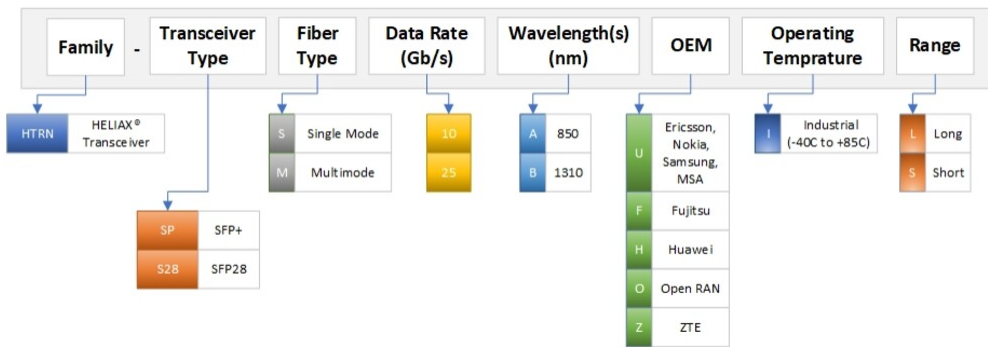 Family - Transceiver Type Fiber Type Data Rate (Gb/s) Wavelength(s) (nm) OEM Operating Temprature Range
HTRN HELIAX® Transceiver
SP SFP+
S28 SFP28
S Single Mode
M Multimode
10
25
A 850
B 1310
U Ericsson, Nokia, Samsung, MSA
F Fujitsu
H Huawei
O Open RAN
Z ZTE
I Industrial (-40C to +85C)
L Long
S Short